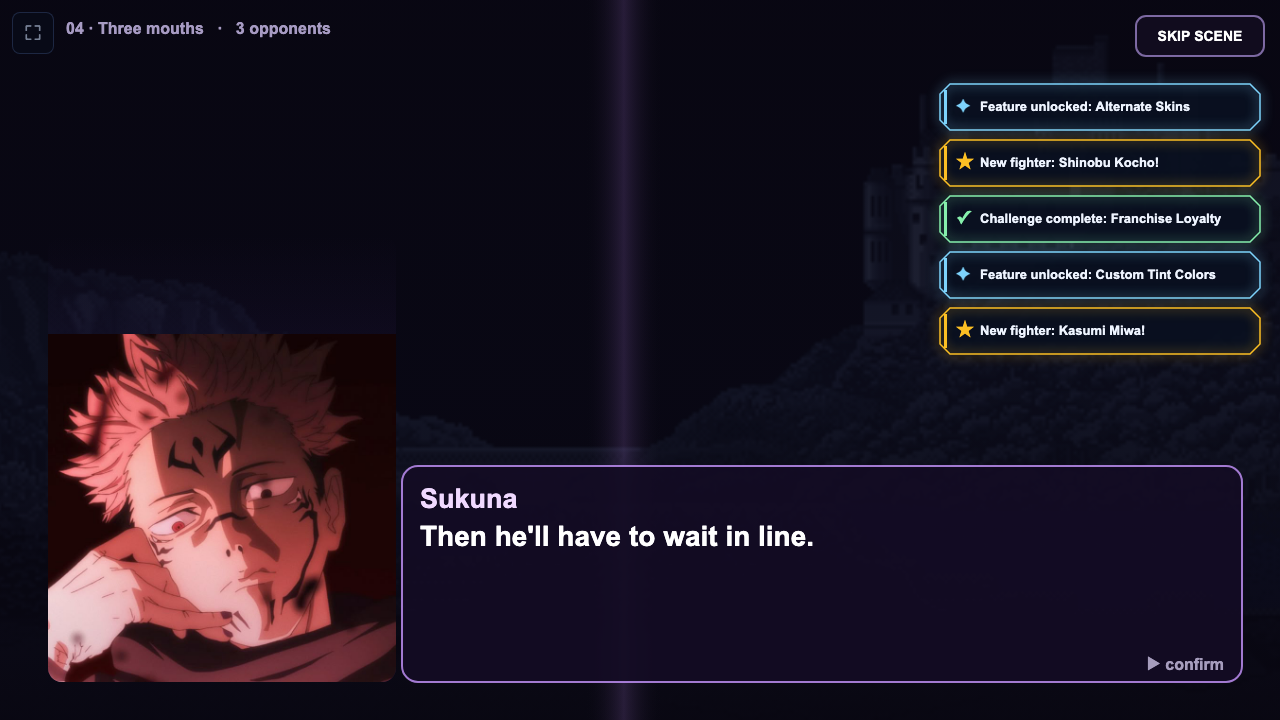 04 · Three mouths · 3 opponents
SKIP SCENE
✦ Feature unlocked: Alternate Skins
★ New fighter: Shinobu Kocho!
✓ Challenge complete: Franchise Loyalty
✦ Feature unlocked: Custom Tint Colors
★ New fighter: Kasumi Miwa!
Sukuna
Then he'll have to wait in line.
▶ confirm